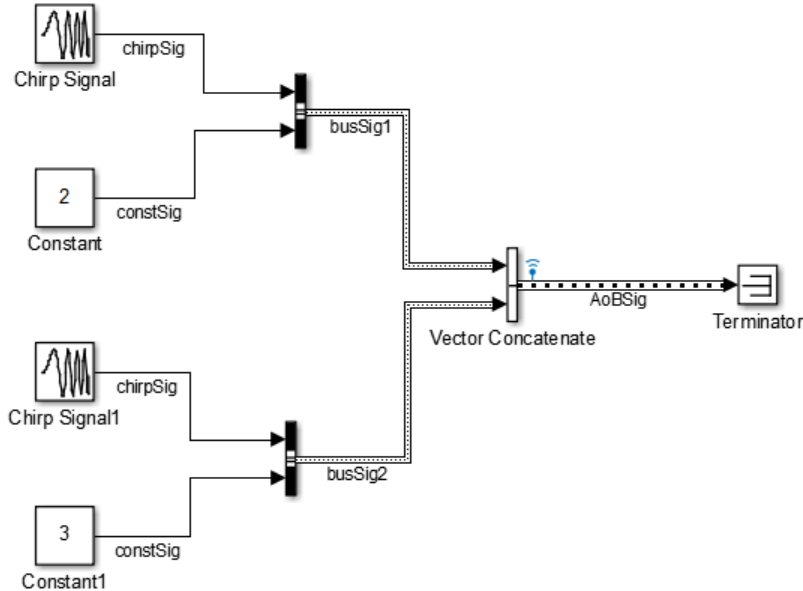 chirpSig
Chirp Signal
busSig1
2
constSig
Constant
AoBSig
Vector Concatenate
Terminator
chirpSig
Chirp Signal1
busSig2
3
constSig
Constant1